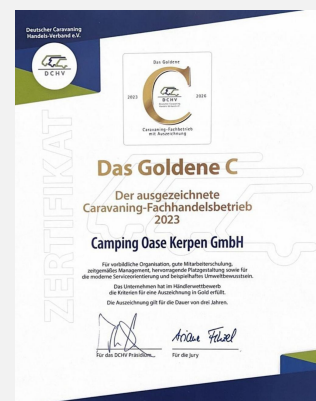 Deutscher Caravaning
Handels-Verband e.V.
DCHV
Das Goldene
2023
2026
C
DCHV
Caravaning-Fachbetrieb
mit Auszeichnung
ZERTIFIKAT
Das Goldene C
Der ausgezeichnete
Caravaning-Fachhandelsbetrieb
2023
Camping Oase Kerpen GmbH
Für vorbildliche Organisation, gute Mitarbeiterschulung,
zeitgemäßes Management, hervorragende Platzgestaltung sowie für
die moderne Serviceorientierung und beispielhaftes Umweltbewusstsein.
Das Unternehmen hat im Händlerwettbewerb
die Kriterien für eine Auszeichnung in Gold erfüllt.
Die Auszeichnung gilt für die Dauer von drei Jahren.
Für das DCHV Präsidium
Für die Jury